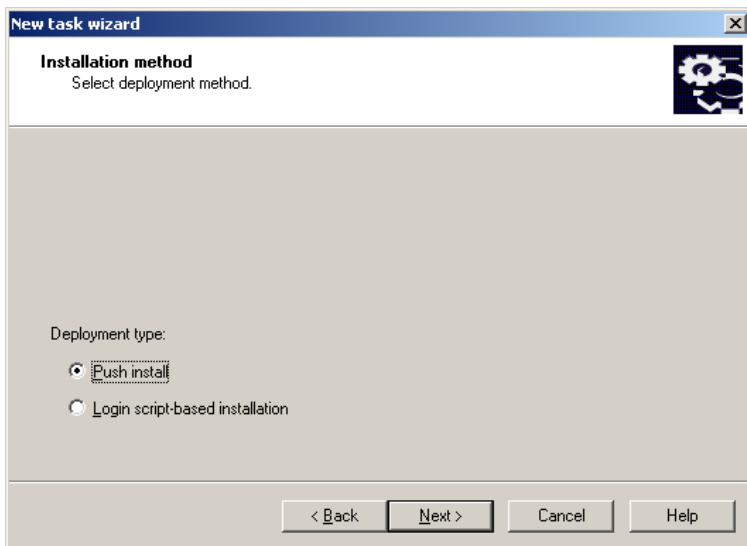 New task wizard
Installation method
Select deployment method.
Deployment type:
Push install
Login script-based installation
< Back
Next >
Cancel
Help